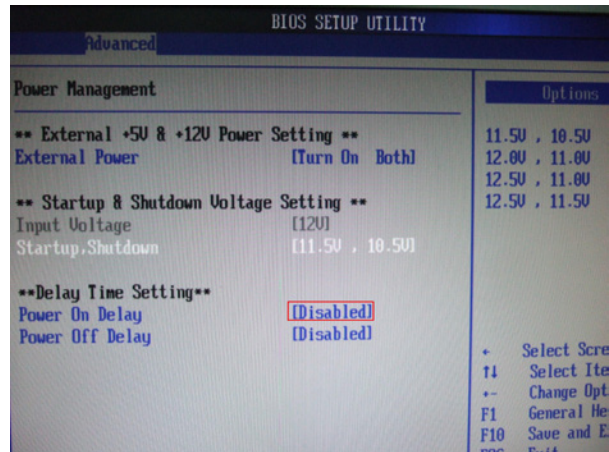 BIOS SETUP UTILITY
Advanced
Power Management
** External +5V & +12V Power Setting **
External Power [Turn On Both]
** Startup & Shutdown Voltage Setting **
Input Voltage [12V]
Startup,Shutdown [11.5V , 10.5V]
**Delay Time Setting**
Power On Delay [Disabled]
Power Off Delay [Disabled]
Options
11.5V , 10.5V
12.0V , 11.0V
12.5V , 11.0V
12.5V , 11.5V
← Select Scre
↑↓ Select Ite
+- Change Opt
F1 General He
F10 Save and E